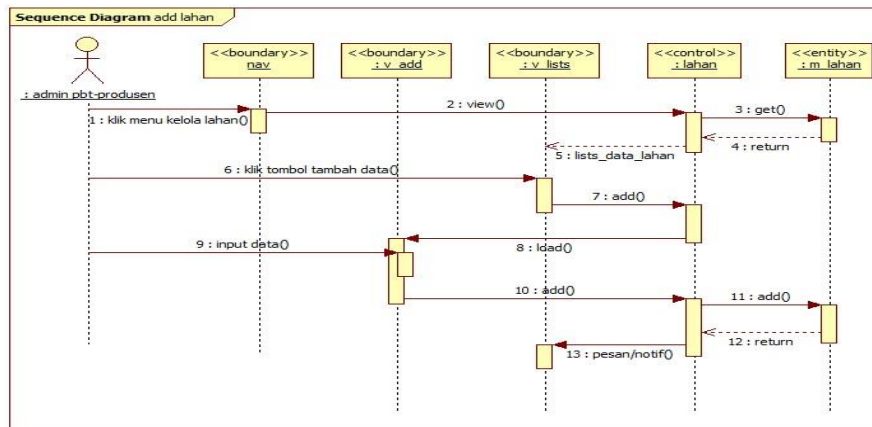 Sequence Diagram add lahan
<<boundary>>
nav
<<boundary>>
: v_add
<<boundary>>
: v_lists
<<control>>
: lahan
<<entity>>
: m_lahan
: admin pbt-produsen
1 : klik menu kelola lahan()
2 : view()
3 : get()
4 : return
5 : lists_data_lahan
6 : klik tombol tambah data()
7 : add()
8 : load()
9 : input data()
10 : add()
11 : add()
12 : return
13 : pesan/notif()